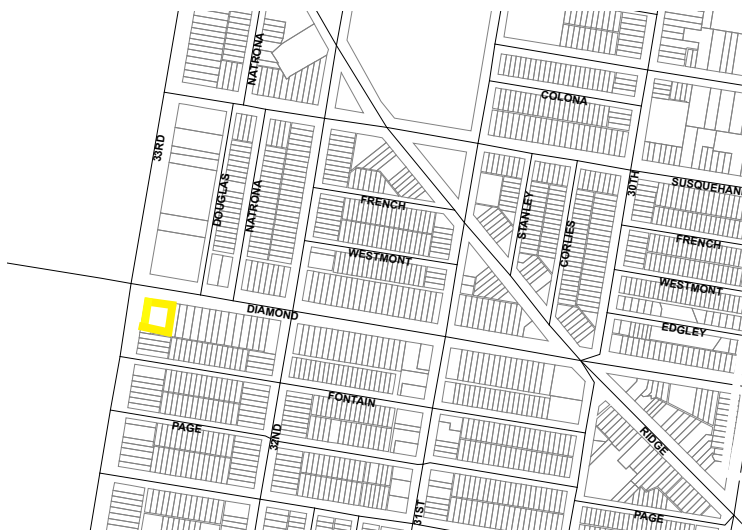 NATRONA
COLONA
33RD
DOUGLAS
NATRONA
FRENCH
STANLEY
CORLIES
30TH
SUSQUEHAN
FRENCH
WESTMONT
WESTMONT
DIAMOND
EDGLEY
FONTAIN
PAGE
32ND
RIDGE
31ST
PAGE